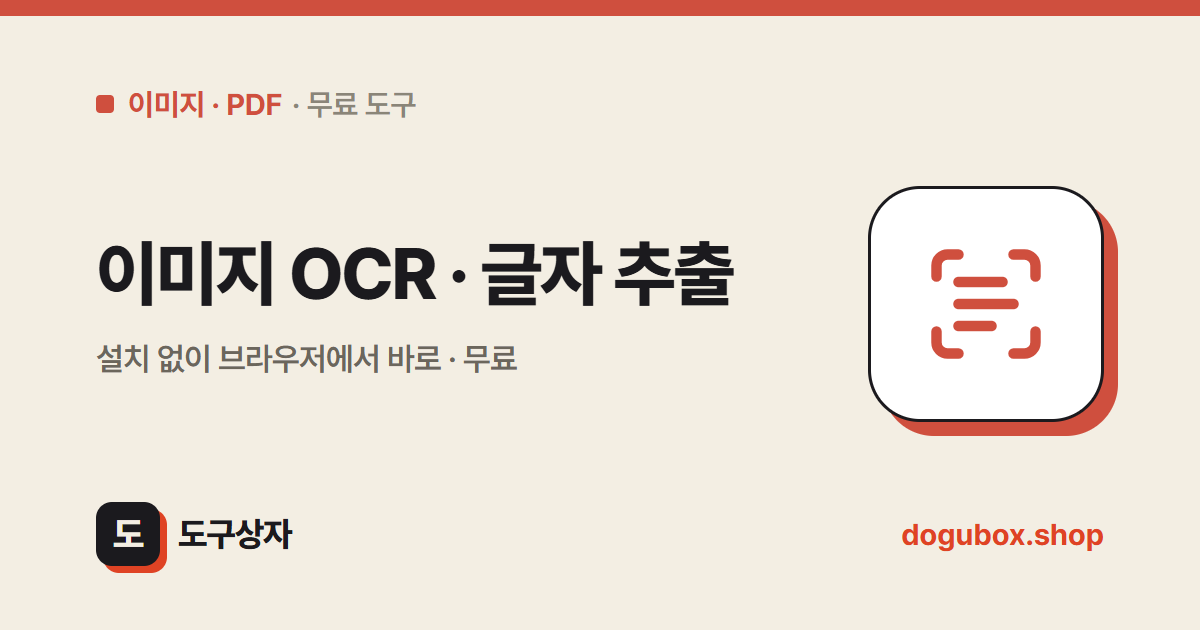 이미지 · PDF · 무료 도구
이미지 OCR · 글자 추출
설치 없이 브라우저에서 바로 · 무료
도 도구상자
dogubox.shop